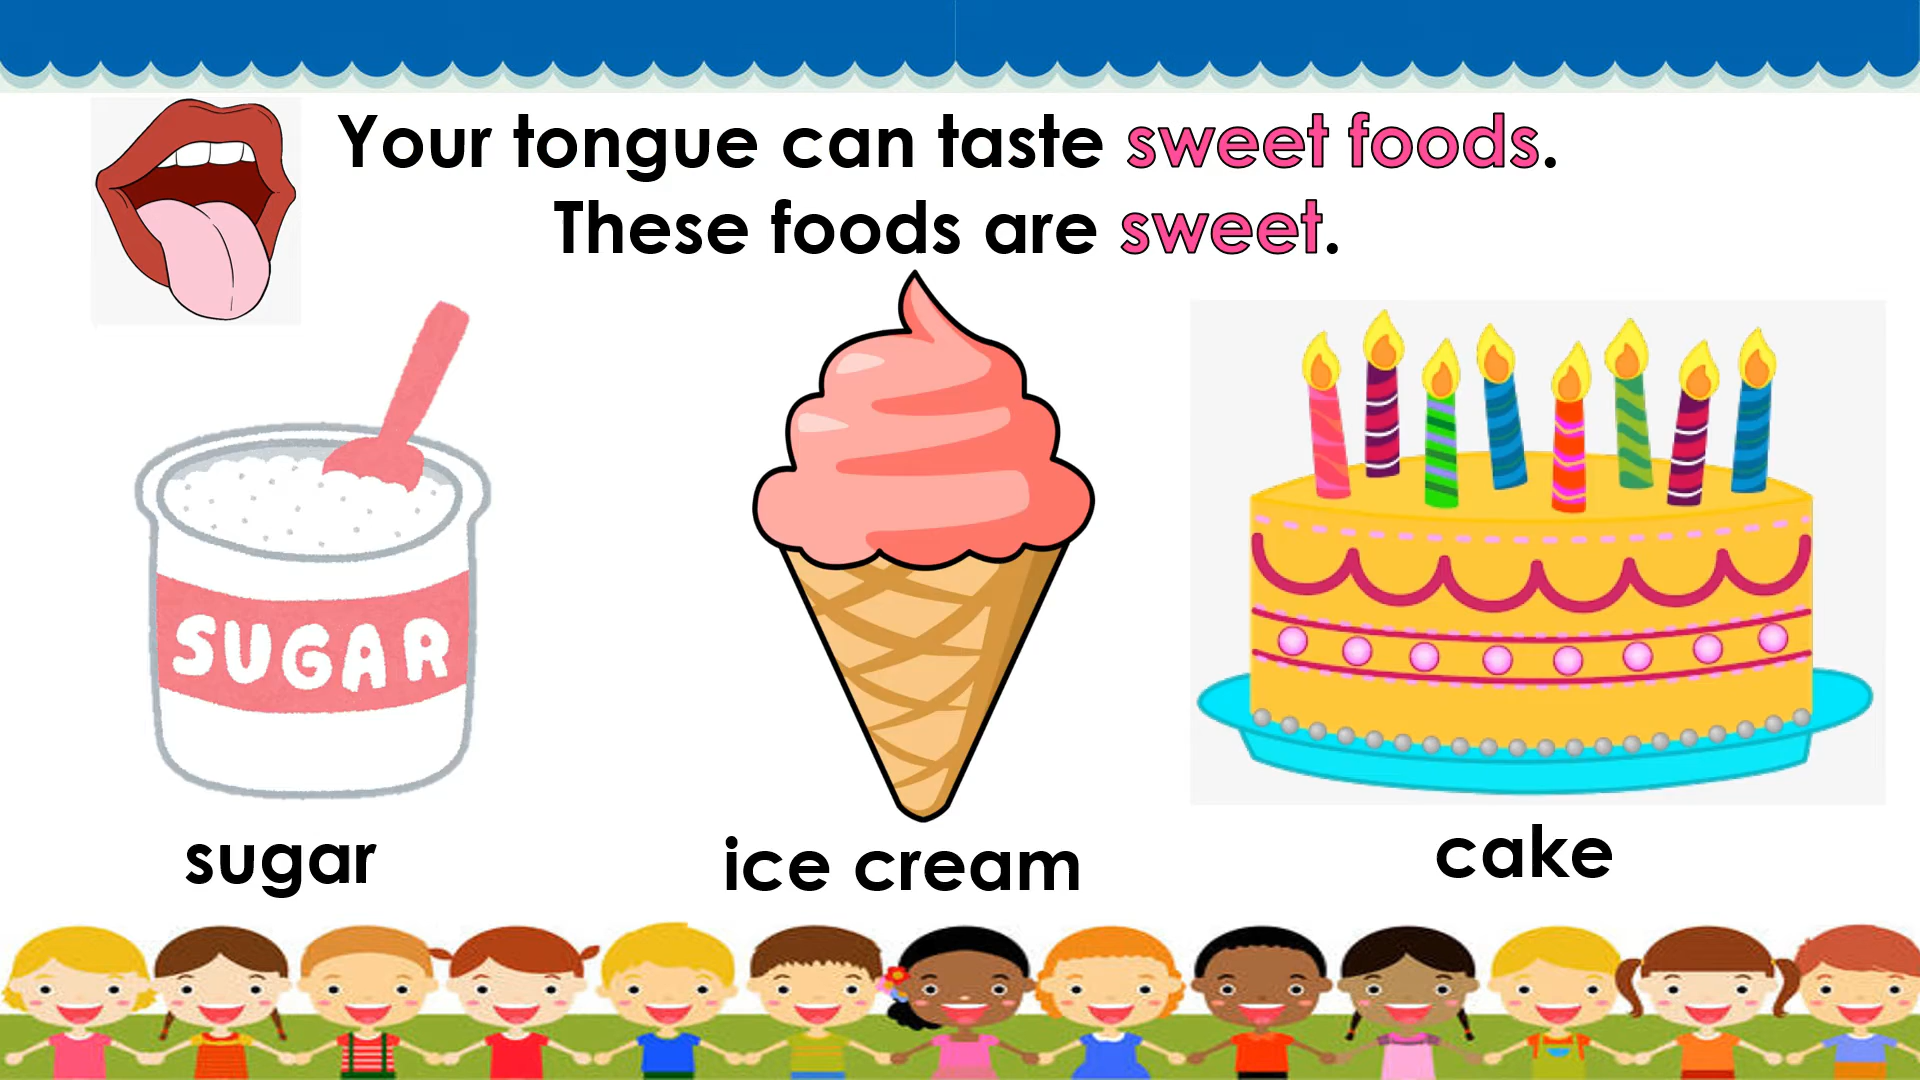 Your tongue can taste sweet foods.
These foods are sweet.
SUGAR
sugar
ice cream
cake